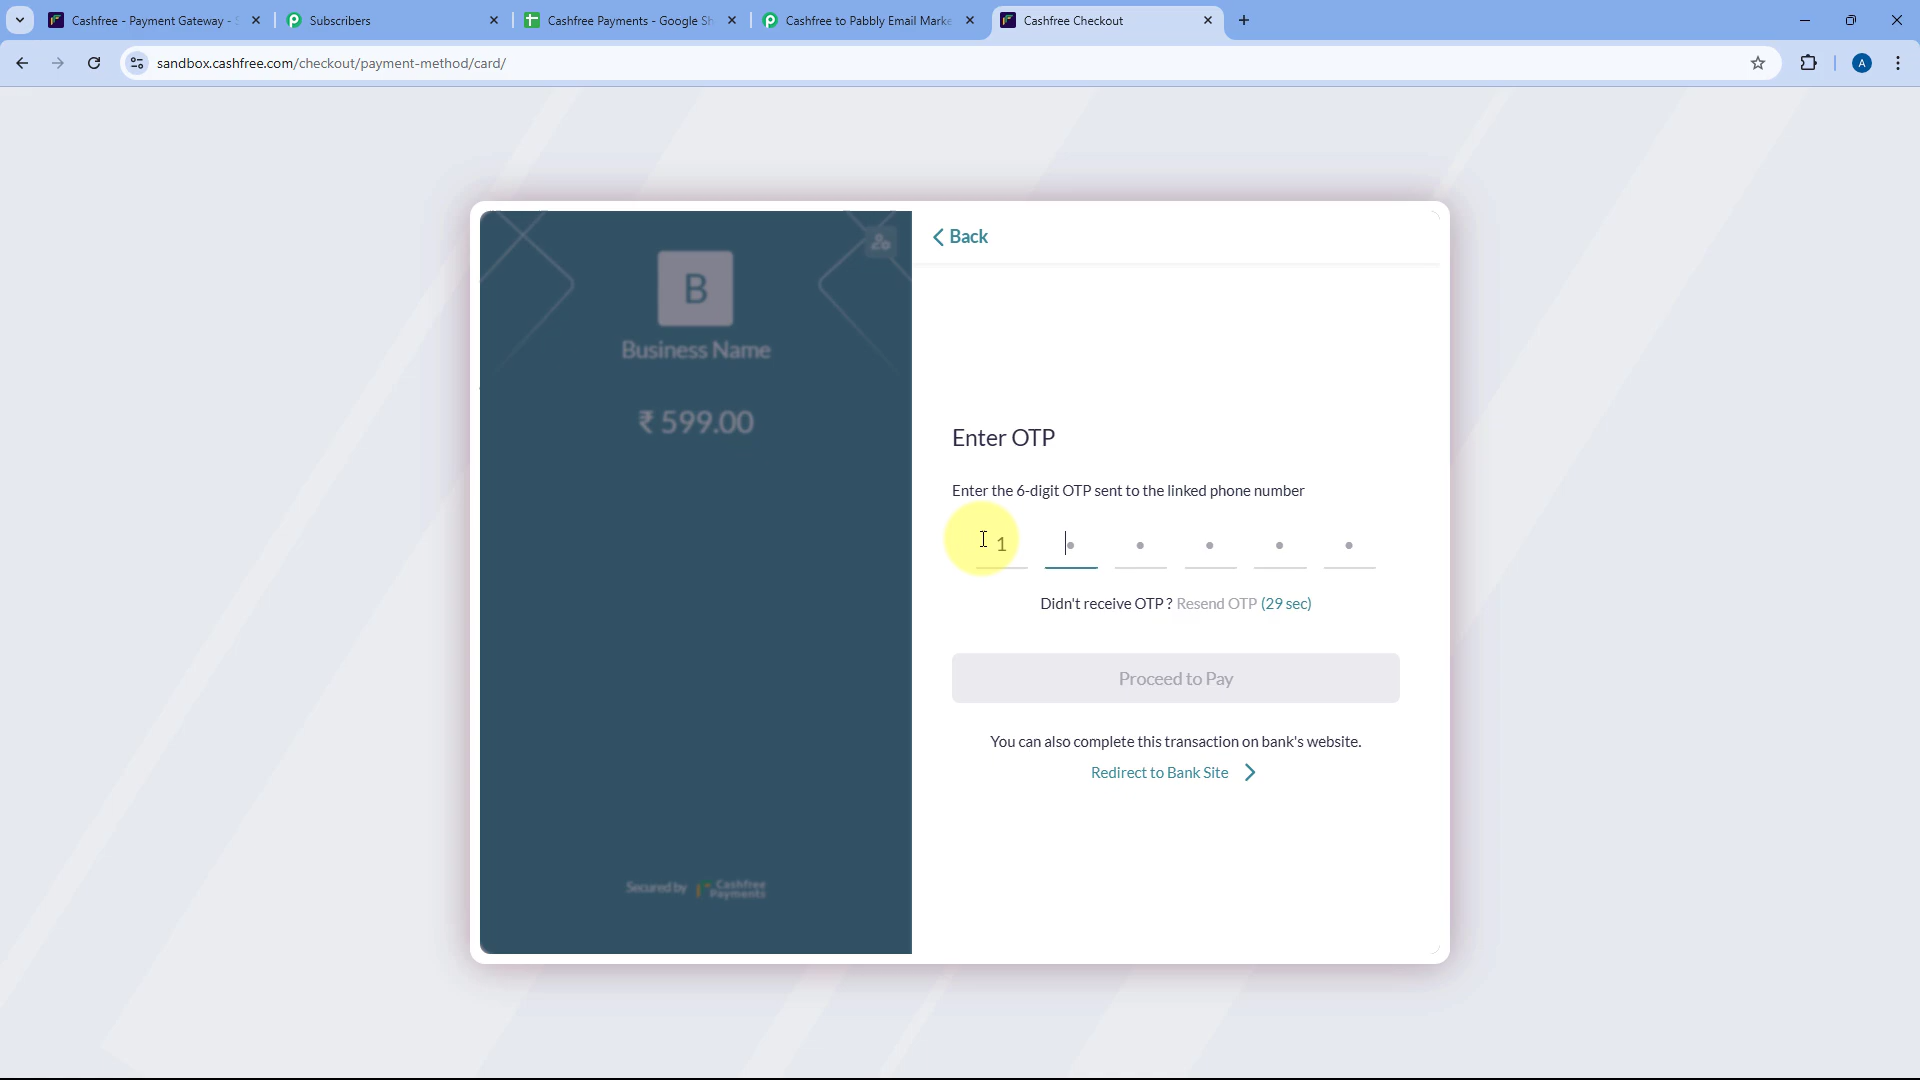 Cashfree - Payment Gateway -
Subscribers
Cashfree Payments - Google Sh
Cashfree to Pabbly Email Marke
Cashfree Checkout
sandbox.cashfree.com/checkout/payment-method/card/
A
B
Business Name
₹ 599.00
Secured by Cashfree Payments
Back
Enter OTP
Enter the 6-digit OTP sent to the linked phone number
1
Didn't receive OTP ? Resend OTP (29 sec)
Proceed to Pay
You can also complete this transaction on bank's website.
Redirect to Bank Site